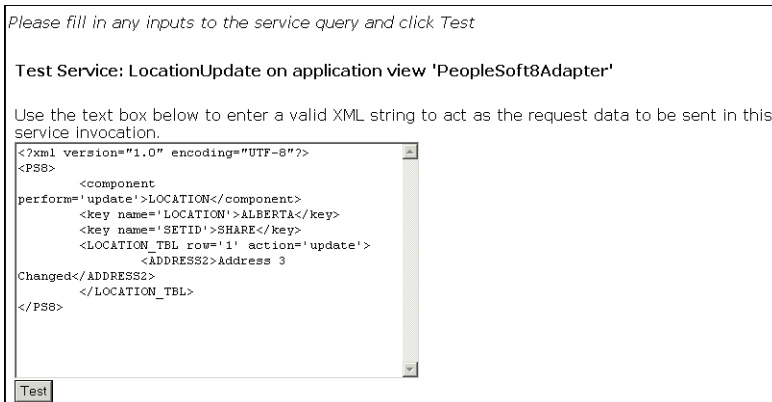 Please fill in any inputs to the service query and click Test
Test Service: LocationUpdate on application view 'PeopleSoft8Adapter'
Use the text box below to enter a valid XML string to act as the request data to be sent in this
service invocation.
<?xml version="1.0" encoding="UTF-8"?>
<PS8>
<component
perform='update'>LOCATION</component>
<key name='LOCATION'>ALBERTA</key>
<key name='SETID'>SHARE</key>
<LOCATION_TBL row='1' action='update'>
<ADDRESS2>Address 3
Changed</ADDRESS2>
</LOCATION_TBL>
</PS8>
Test